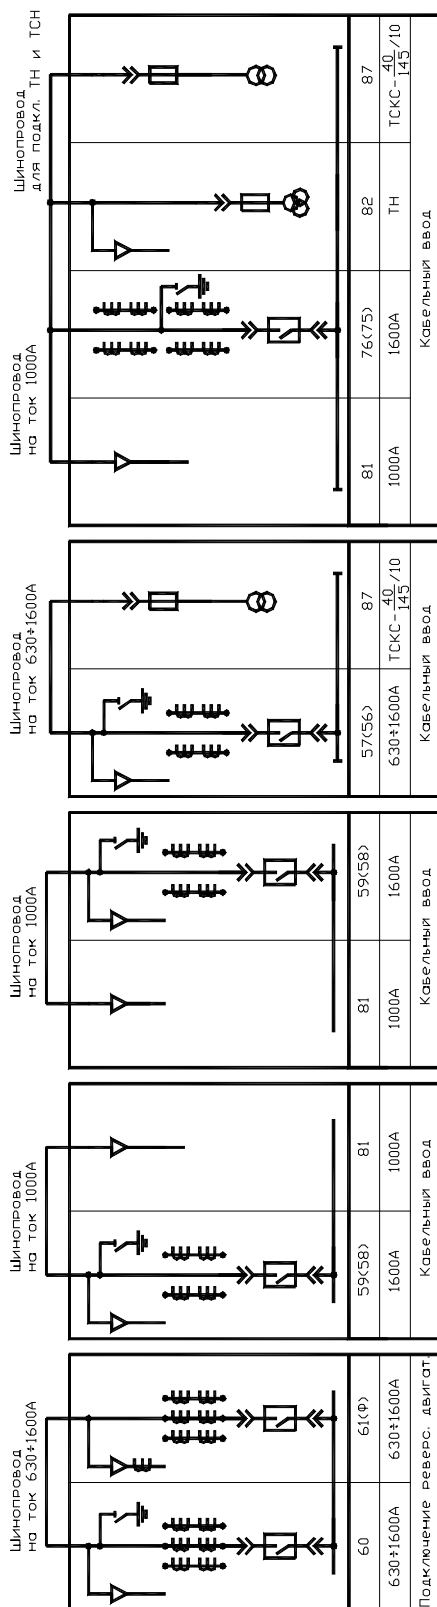 Шинопровод
на ток 630÷1600А
60
61(Ф)
630÷1600А
630÷1600А
Подключение реверс. двигат.
Шинопровод
на ток 1000А
59(58)
81
1600А
1000А
Кабельный ввод
Шинопровод
на ток 1000А
81
59(58)
1000А
1600А
Кабельный ввод
Шинопровод
на ток 630÷1600А
57(56)
87
630÷1600А
ТСКС-40/145/10
Кабельный ввод
Шинопровод
на ток 1000А
Шинопровод
для подкл. ТН и ТСН
81
76(75)
82
87
1000А
1600А
ТН
ТСКС-40/145/10
Кабельный ввод